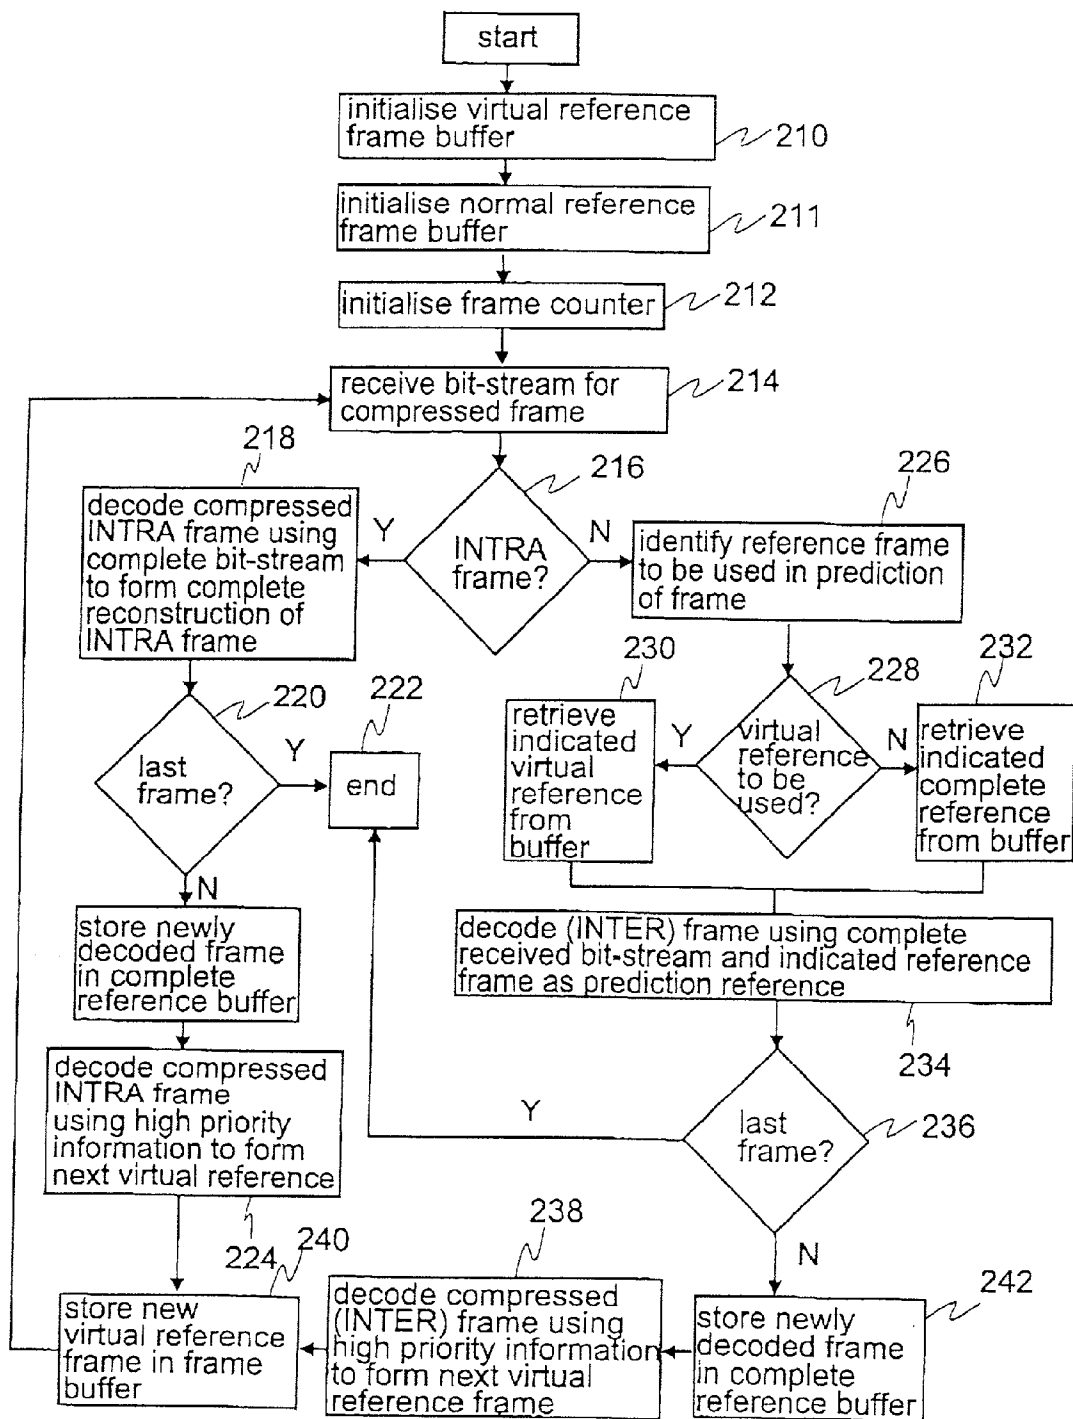 start
initialise virtual reference
frame buffer
210
initialise normal reference
frame buffer
211
initialise frame counter
212
receive bit-stream for
compressed frame
214
216
INTRA
frame?
Y
N
218
decode compressed
INTRA frame using
complete bit-stream
to form complete
reconstruction of
INTRA frame
226
identify reference frame
to be used in prediction
of frame
220
last
frame?
Y
N
222
end
228
virtual
reference
to be
used?
Y
N
230
retrieve
indicated
virtual
reference
from
buffer
232
retrieve
indicated
complete
reference
from buffer
store newly
decoded frame
in complete
reference buffer
decode (INTER) frame using complete
received bit-stream and indicated reference
frame as prediction reference
234
decode compressed
INTRA frame
using high priority
information to form
next virtual reference
224
last
frame?
236
Y
N
240
store new
virtual reference
frame in frame
buffer
238
decode compressed
(INTER) frame using
high priority information
to form next virtual
reference frame
242
store newly
decoded frame
in complete
reference buffer